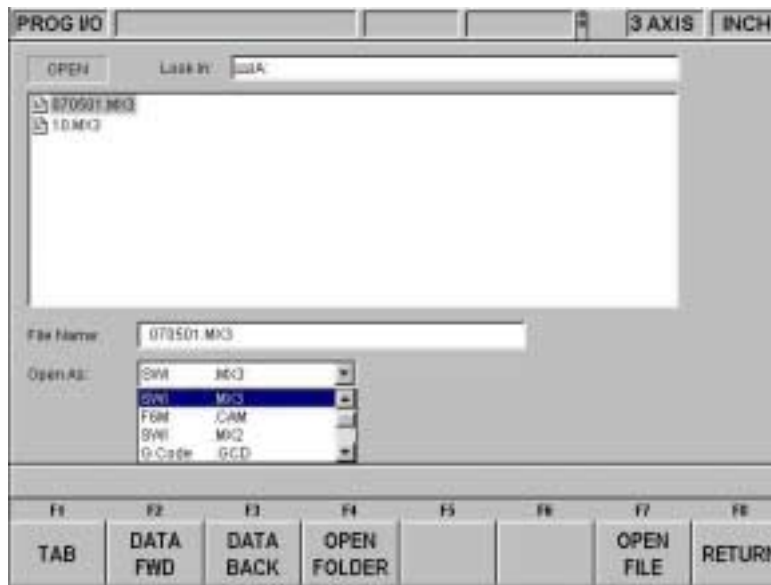 PROG I/O 3 AXIS INCH
OPEN Look In: A:
070501.MX3
10.MX3
File Name: 070501.MX3
Open As: SWI .MX3
SWI .MX3
FSM .CAM
SWI .MX2
G Code .GCD
F1 F2 F3 F4 F5 F6 F7 F8
TAB DATA FWD DATA BACK OPEN FOLDER OPEN FILE RETURN